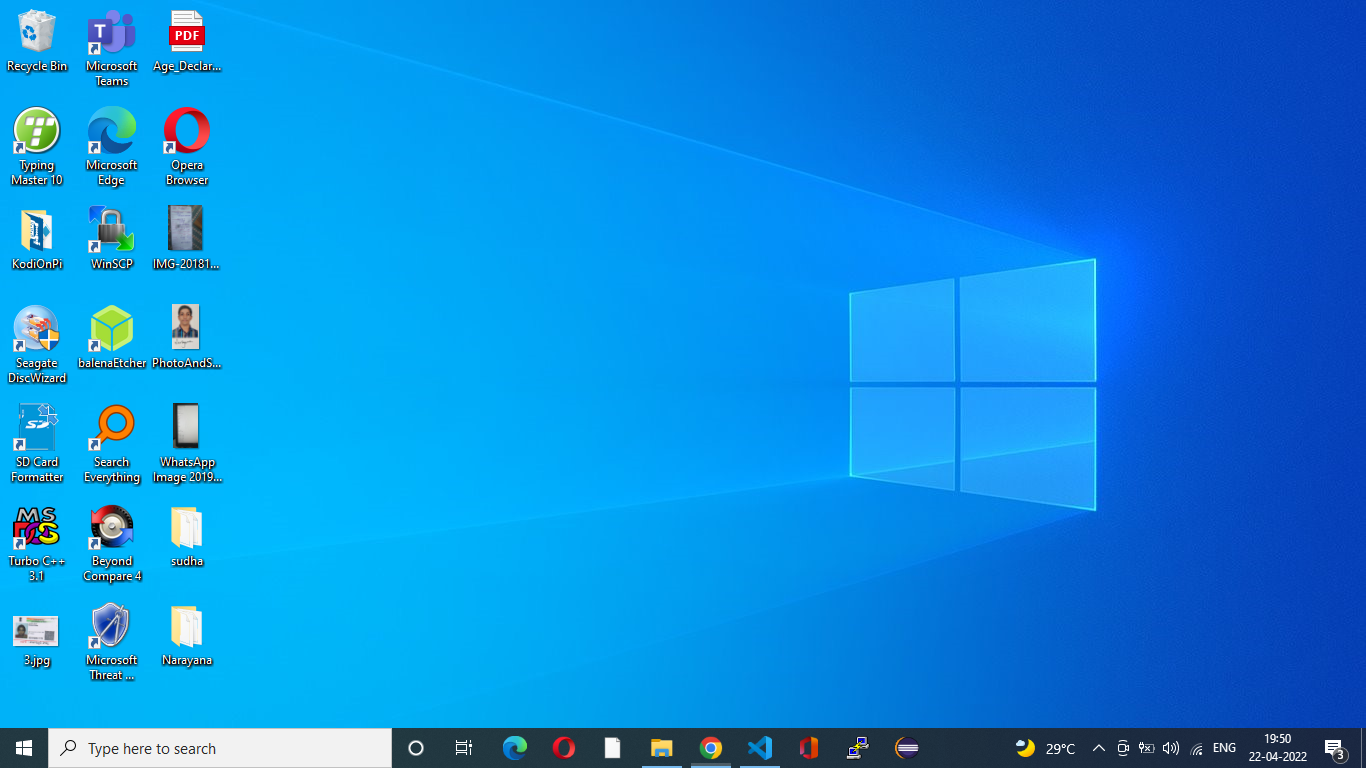 Recycle Bin
Microsoft
Teams
PDF
Age_Declar...
Typing
Master 10
Microsoft
Edge
Opera
Browser
KodiOnPi
WinSCP
IMG-20181...
Seagate
DiscWizard
balenaEtcher
PhotoAndS...
SD
SD Card
Formatter
Search
Everything
WhatsApp
Image 2019...
MS
DOS
Turbo C++
3.1
Beyond
Compare 4
sudha
3.jpg
Microsoft
Threat ...
Narayana
Type here to search
29°C
ENG
19:50
22-04-2022
3